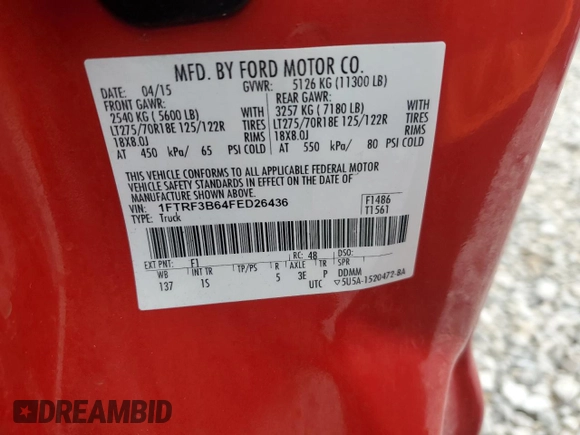 MFD. BY FORD MOTOR CO.
DATE: 04/15 GVWR: 5126 KG (11300 LB)
FRONT GAWR: REAR GAWR:
2540 KG (5600 LB) WITH 3257 KG (7180 LB) WITH
LT275/70R18E 125/122R TIRES LT275/70R18E 125/122R TIRES
18X8.0J RIMS 18X8.0J RIMS
AT 450 kPa/ 65 PSI COLD AT 550 kPa/ 80 PSI COLD
THIS VEHICLE CONFORMS TO ALL APPLICABLE FEDERAL MOTOR
VEHICLE SAFETY STANDARDS IN EFFECT ON THE DATE OF
MANUFACTURE SHOWN ABOVE.
VIN: 1FTRF3B64FED26436 F1486
TYPE: Truck T1561
EXT PNT: F1 RC: 48 DSO:
WB INT TR TP/PS R AXLE TR SPR DDMM
137 1S 5 3E P UTC ▽5U5A-1520472-BA
DREAMBID